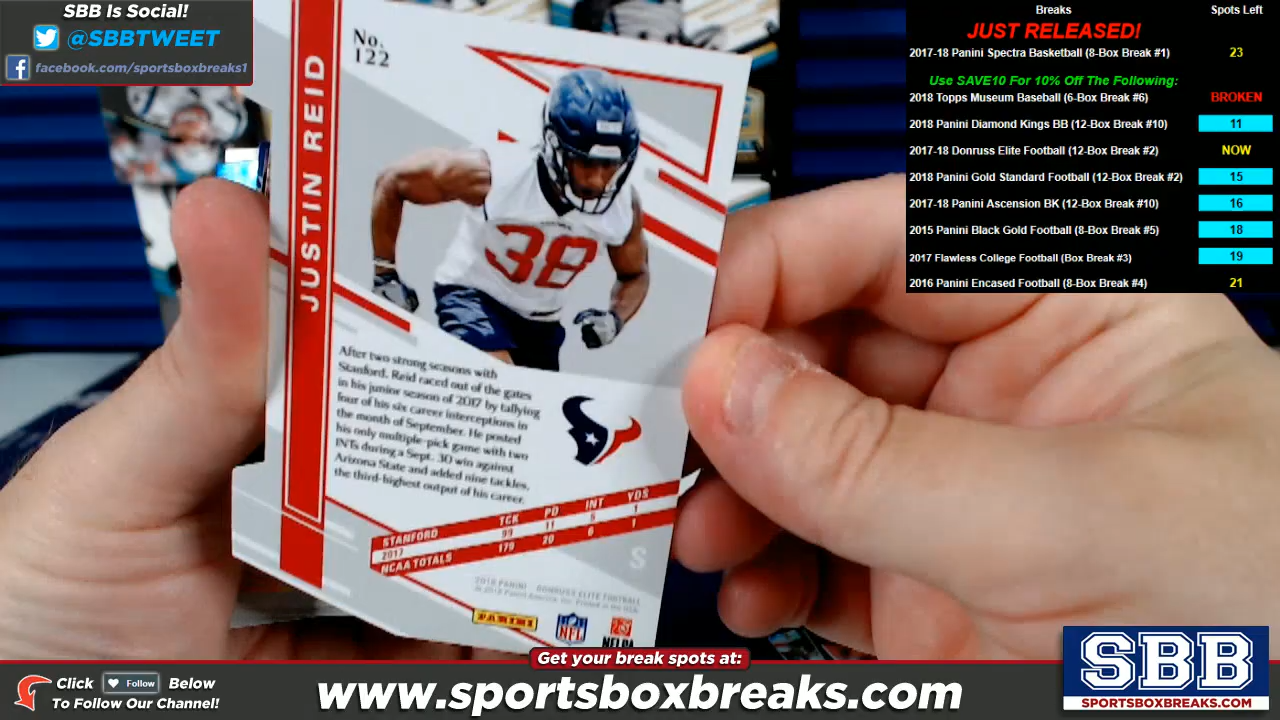 SBB Is Social!
@SBBTWEET
facebook.com/sportsboxbreaks1
Breaks Spots Left
JUST RELEASED!
2017-18 Panini Spectra Basketball (8-Box Break #1) 23
Use SAVE10 For 10% Off The Following:
2018 Topps Museum Baseball (6-Box Break #6) BROKEN
2018 Panini Diamond Kings BB (12-Box Break #10) 11
2017-18 Donruss Elite Football (12-Box Break #2) NOW
2018 Panini Gold Standard Football (12-Box Break #2) 15
2017-18 Panini Ascension BK (12-Box Break #10) 16
2015 Panini Black Gold Football (8-Box Break #5) 18
2017 Flawless College Football (Box Break #3) 19
2016 Panini Encased Football (8-Box Break #4) 21
No.
122
JUSTIN REID
38
After two strong seasons with
Stanford, Reid raced out of the gates
in his junior season of 2017 by tallying
four of his six career interceptions in
the month of September. He posted
his only multiple-pick game with two
INTs during a Sept. 30 win against
Arizona State and added nine tackles,
the third-highest output of his career.
STANFORD TCK PD INT YDS
2017 99 11 5 1
NCAA TOTALS 179 20 6 1
S
2018 PANINI - DONRUSS ELITE FOOTBALL
© 2018 Panini America, Inc. Printed in the USA.
PANINI NFL NFLPA
Get your break spots at:
Click Follow Below
To Follow Our Channel!
www.sportsboxbreaks.com
SBB
SPORTSBOXBREAKS.COM